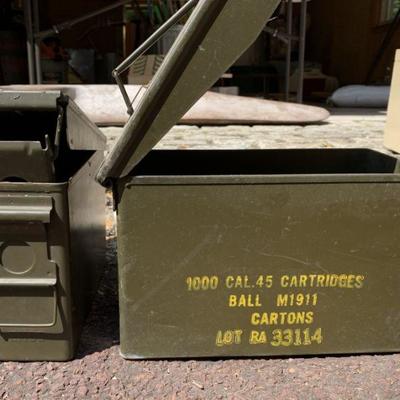 1000 CAL.45 CARTRIDGES
BALL M1911
CARTONS
LOT RA 33114